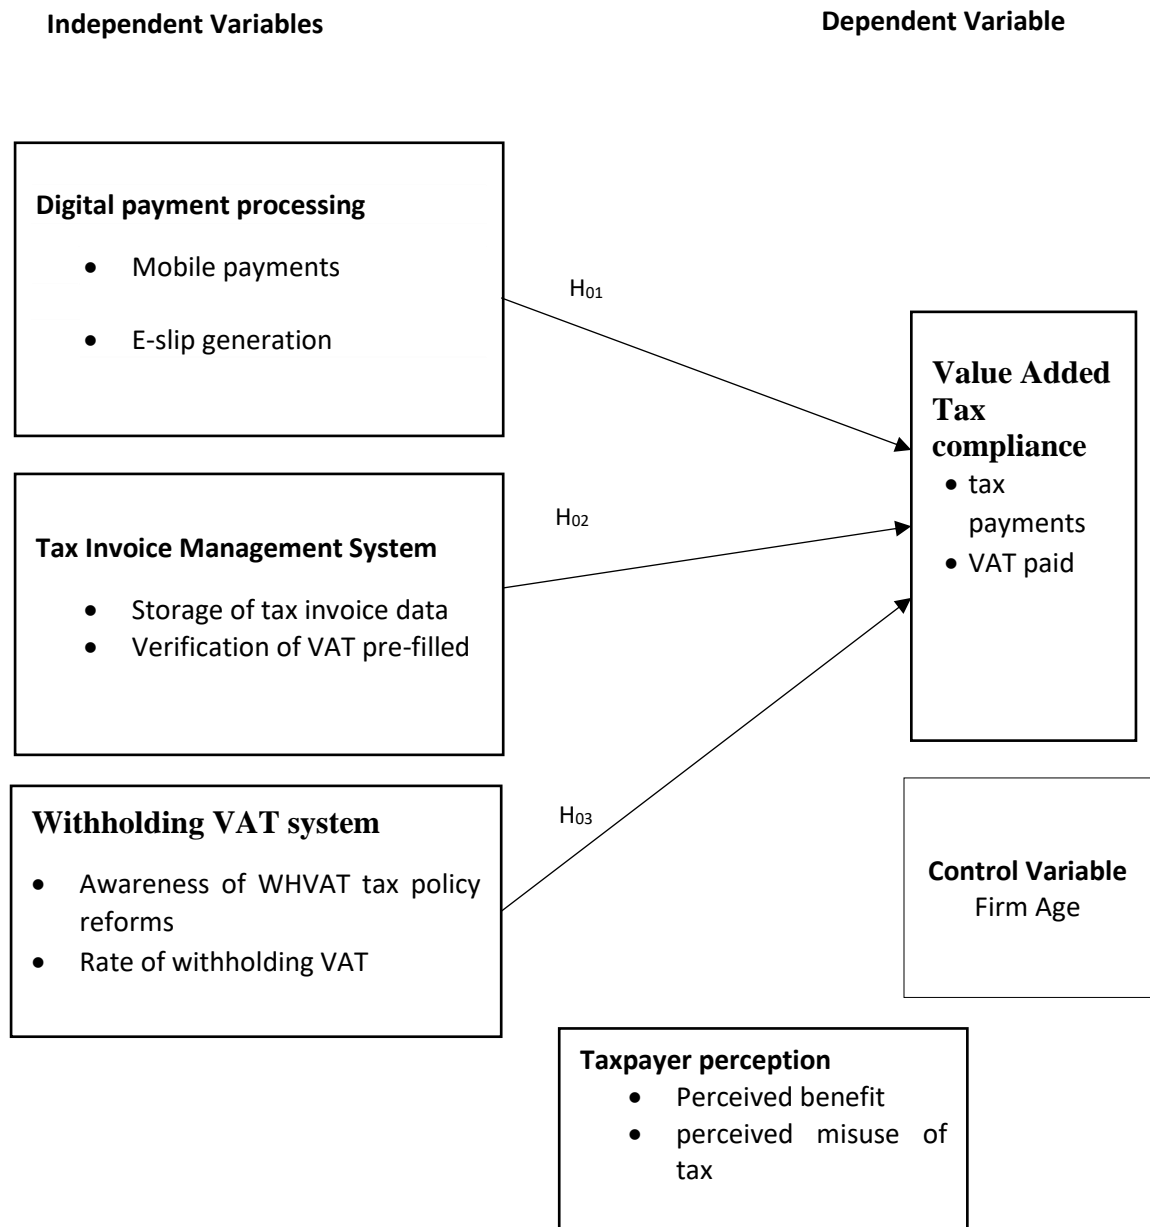 Independent Variables
Dependent Variable
Digital payment processing
• Mobile payments
• E-slip generation
H01
Value Added
Tax
compliance
• tax
payments
• VAT paid
H02
Tax Invoice Management System
• Storage of tax invoice data
• Verification of VAT pre-filled
H03
Withholding VAT system
• Awareness of WHVAT tax policy
reforms
• Rate of withholding VAT
Control Variable
Firm Age
Taxpayer perception
• Perceived benefit
• perceived misuse of
tax